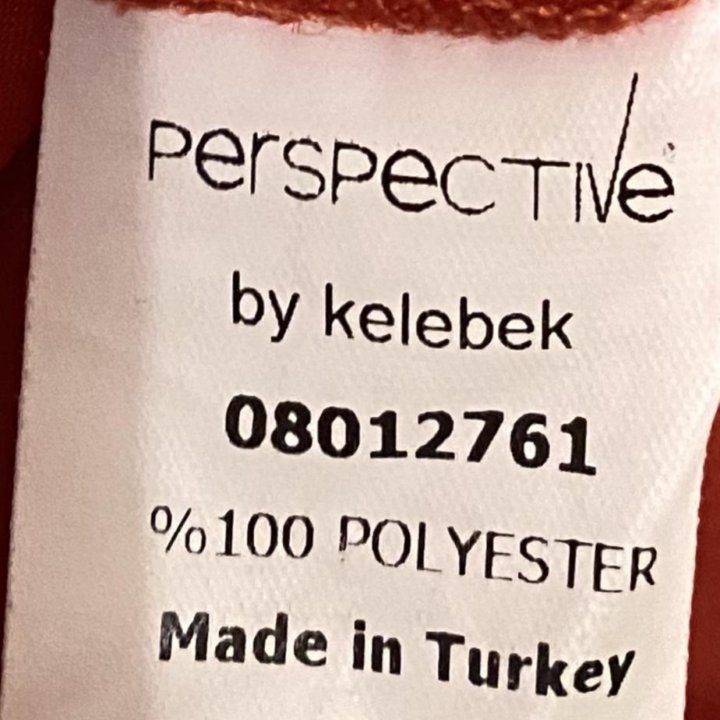 Perspective
by kelebek
08012761
%100 POLYESTER
Made in Turkey